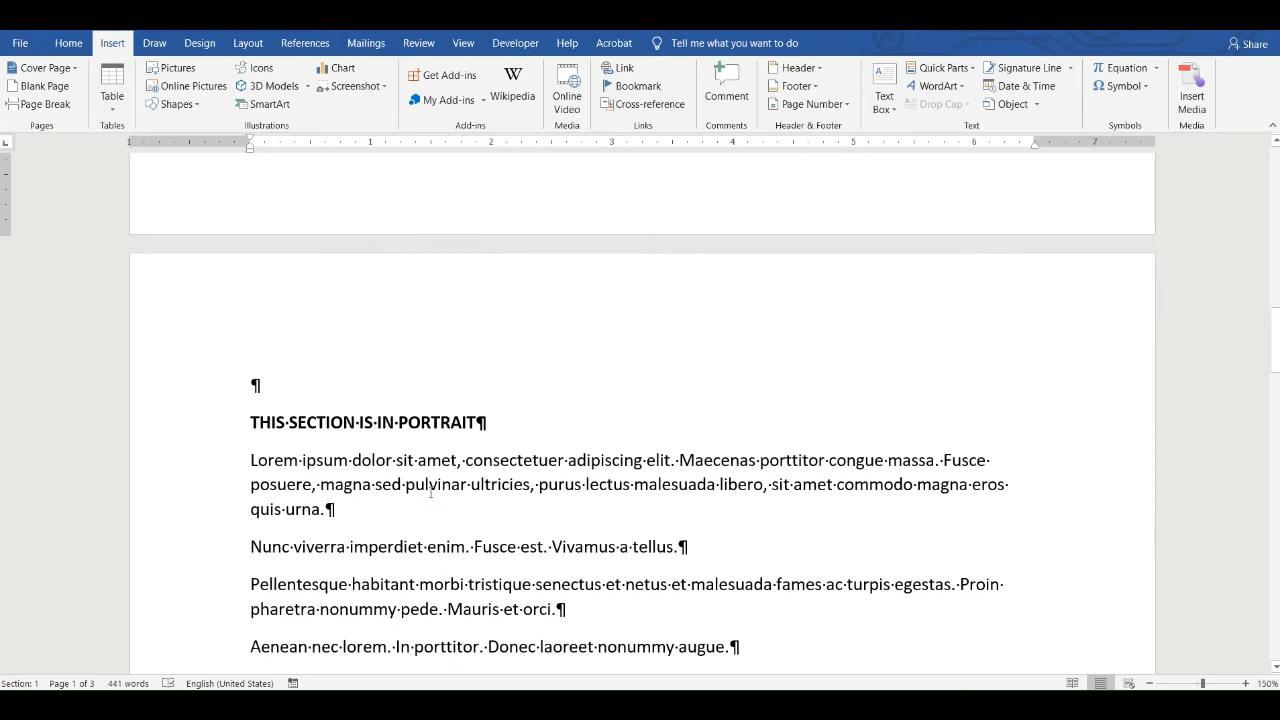 File Home Insert Draw Design Layout References Mailings Review View Developer Help Acrobat Tell me what you want to do Share
Cover Page
Blank Page
Page Break
Pages
Table
Tables
Pictures
Online Pictures
Shapes
Icons
3D Models
SmartArt
Chart
Screenshot
Illustrations
Get Add-ins
My Add-ins
W
Wikipedia
Add-ins
Online
Video
Media
Link
Bookmark
Cross-reference
Links
Comment
Comments
Header
Footer
Page Number
Header & Footer
Text
Box
Quick Parts
WordArt
Drop Cap
Signature Line
Date & Time
Object
Text
Equation
Symbol
Symbols
Insert
Media
Media
1 1 2 3 4 5 6 7
¶
THIS·SECTION·IS·IN·PORTRAIT¶
Lorem·ipsum·dolor·sit·amet,·consectetuer·adipiscing·elit.·Maecenas·porttitor·congue·massa.·Fusce·
posuere,·magna·sed·pulvinar·ultricies,·purus·lectus·malesuada·libero,·sit·amet·commodo·magna·eros·
quis·urna.¶
Nunc·viverra·imperdiet·enim.·Fusce·est.·Vivamus·a·tellus.¶
Pellentesque·habitant·morbi·tristique·senectus·et·netus·et·malesuada·fames·ac·turpis·egestas.·Proin·
pharetra·nonummy·pede.·Mauris·et·orci.¶
Aenean·nec·lorem.·In·porttitor.·Donec·laoreet·nonummy·augue.¶
Section: 1 Page 1 of 3 441 words English (United States) 150%